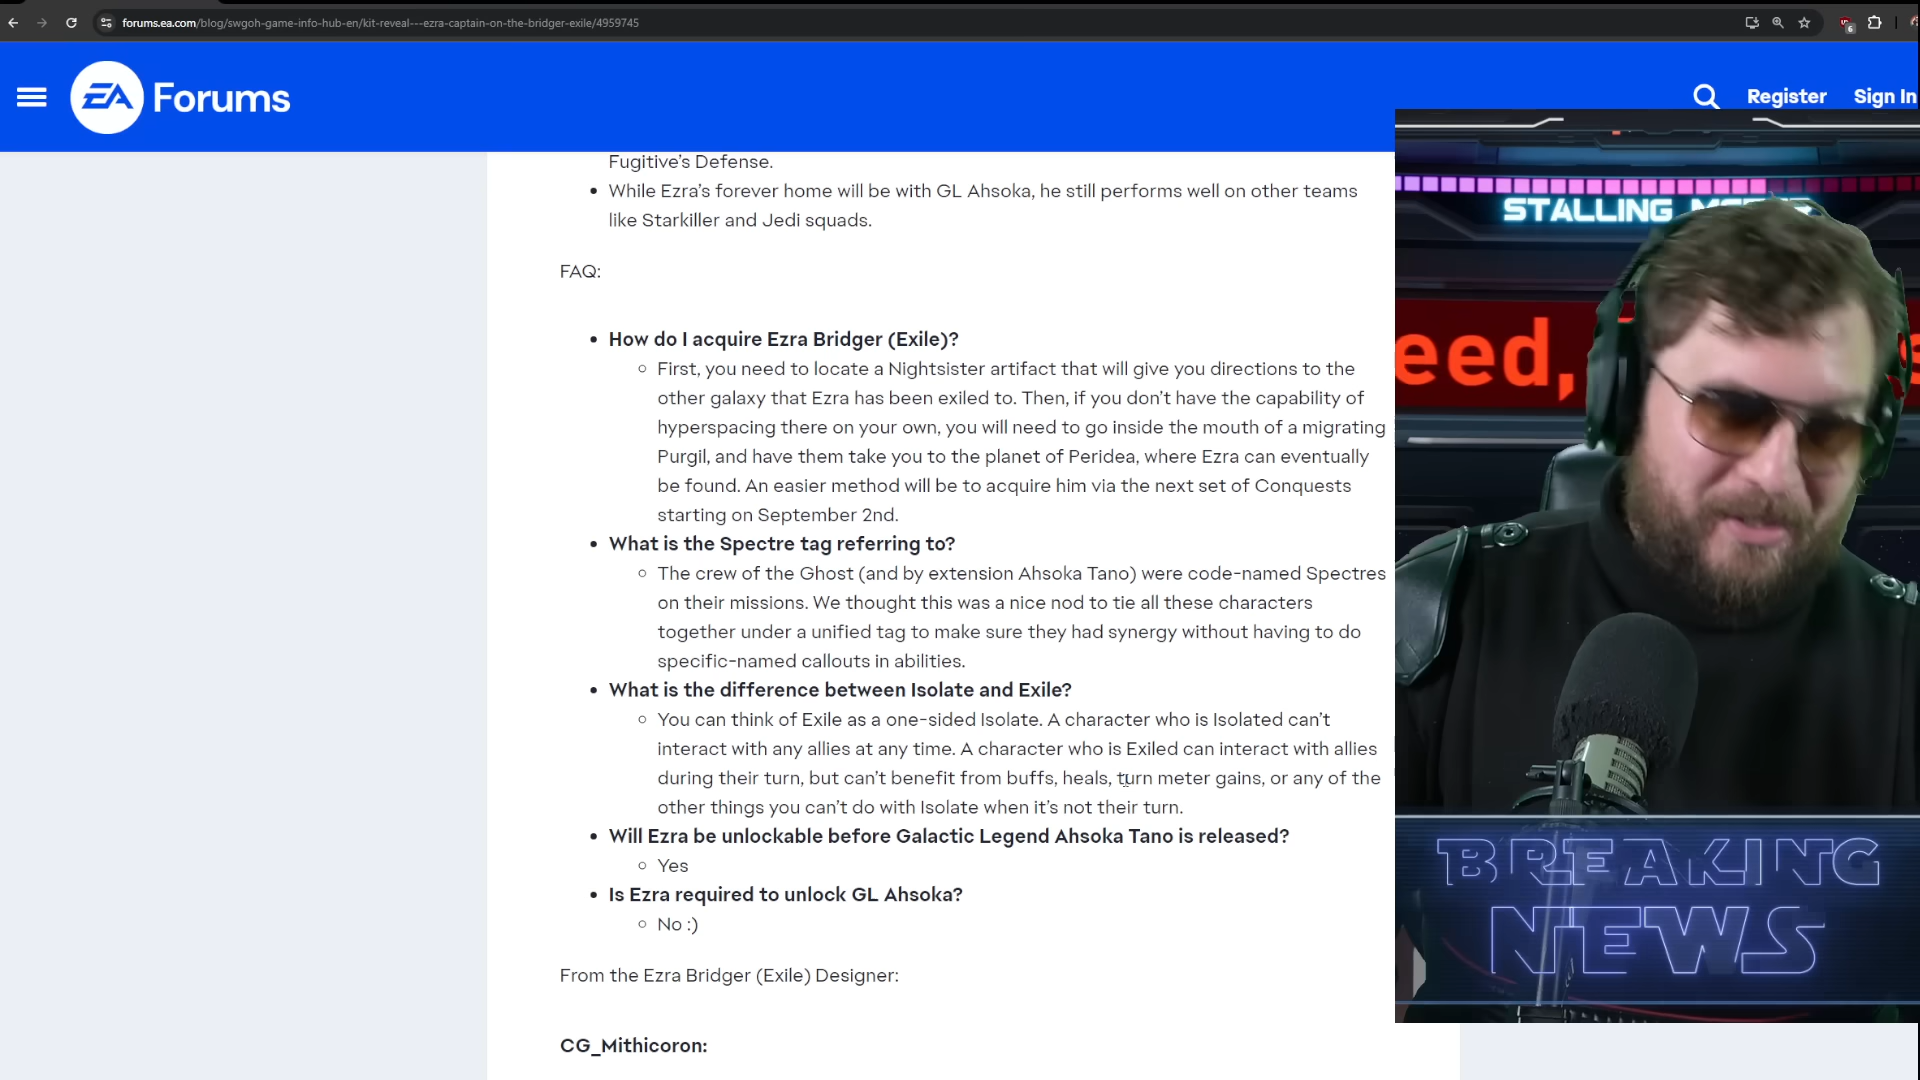 forums.ea.com/blog/swgoh-game-info-hub-en/kit-reveal---ezra-captain-on-the-bridger-exile/4959745
6
EA Forums
Register
Sign In
Fugitive's Defense.
• While Ezra's forever home will be with GL Ahsoka, he still performs well on other teams
like Starkiller and Jedi squads.
FAQ:
• How do I acquire Ezra Bridger (Exile)?
○ First, you need to locate a Nightsister artifact that will give you directions to the
other galaxy that Ezra has been exiled to. Then, if you don't have the capability of
hyperspacing there on your own, you will need to go inside the mouth of a migrating
Purgil, and have them take you to the planet of Peridea, where Ezra can eventually
be found. An easier method will be to acquire him via the next set of Conquests
starting on September 2nd.
• What is the Spectre tag referring to?
○ The crew of the Ghost (and by extension Ahsoka Tano) were code-named Spectres
on their missions. We thought this was a nice nod to tie all these characters
together under a unified tag to make sure they had synergy without having to do
specific-named callouts in abilities.
• What is the difference between Isolate and Exile?
○ You can think of Exile as a one-sided Isolate. A character who is Isolated can't
interact with any allies at any time. A character who is Exiled can interact with allies
during their turn, but can't benefit from buffs, heals, turn meter gains, or any of the
other things you can't do with Isolate when it's not their turn.
• Will Ezra be unlockable before Galactic Legend Ahsoka Tano is released?
○ Yes
• Is Ezra required to unlock GL Ahsoka?
○ No :)
From the Ezra Bridger (Exile) Designer:
CG_Mithicoron:
STALLING
eed,
BREAKING
NEWS